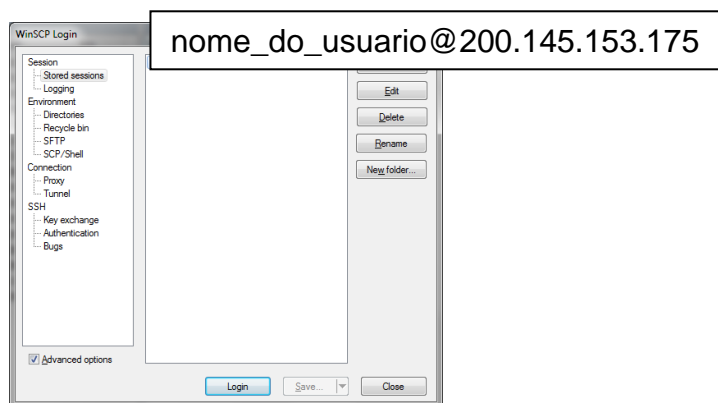 WinSCP Login
nome_do_usuario@200.145.153.175
Session
Stored sessions
Logging
Environment
Directories
Recycle bin
SFTP
SCP/Shell
Connection
Proxy
Tunnel
SSH
Key exchange
Authentication
Bugs
Edit
Delete
Rename
New folder...
Advanced options
Login
Save...
Close